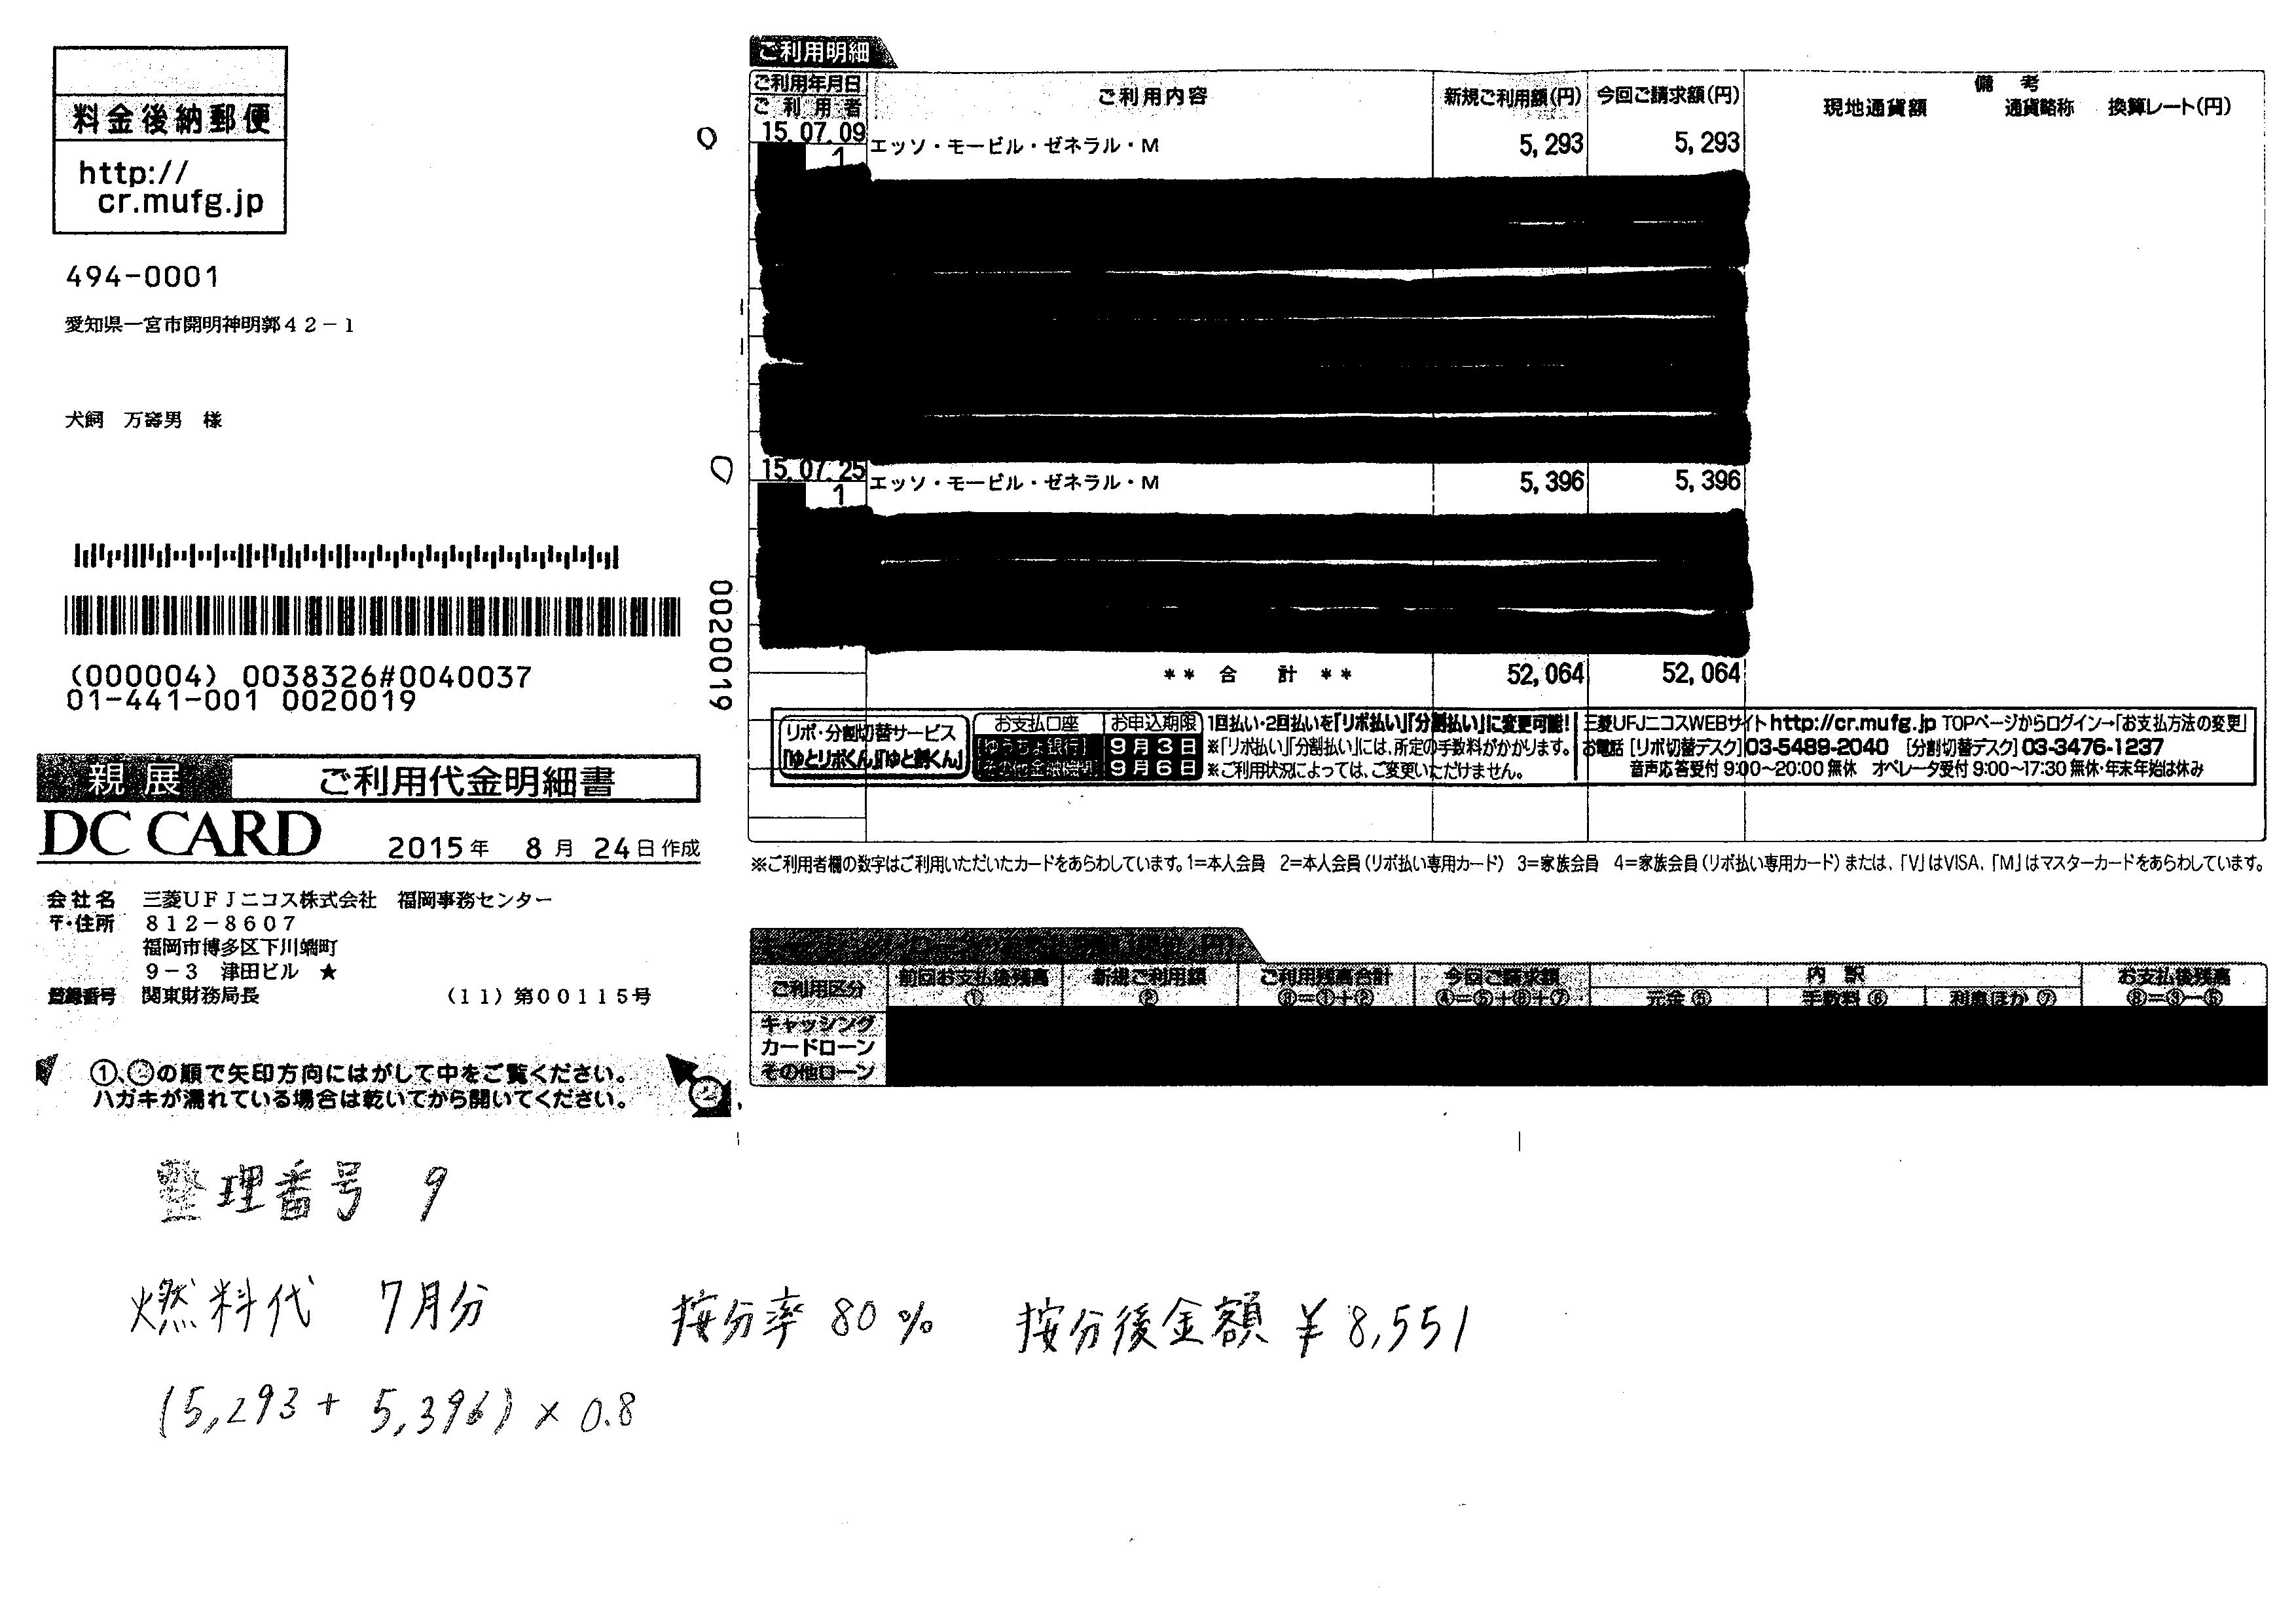 料金後納郵便
http://
cr.mufg.jp
494-0001
愛知県一宮市開明神明郭42-1
犬飼 万壽男 様
(000004) 0038326#0040037
01-441-001 0020019
0020019
親展 ご利用代金明細書
DC CARD 2015年 8月 24日作成
会社名 三菱UFJニコス株式会社 福岡事務センター
〒・住所 812-8607
福岡市博多区下川端町
9-3 津田ビル ★
登録番号 関東財務局長 (11)第00115号
①、②の順で矢印方向にはがして中をご覧ください。
ハガキが濡れている場合は乾いてから開いてください。
ご利用明細
ご利用年月日 ご利用内容 新規ご利用額(円) 今回ご請求額(円) 備考
ご利用者 現地通貨額 通貨略称 換算レート(円)
15.07.09 エッソ・モービル・ゼネラル・M 5,293 5,293
1
15.07.25 エッソ・モービル・ゼネラル・M 5,396 5,396
1
** 合 計 ** 52,064 52,064
リボ・分割切替サービス
「ゆとリボくん」「ゆと割くん」
お支払口座 お申込期限
ゆうちょ銀行 9月3日
その他金融機関 9月6日
1回払い・2回払いを「リボ払い」「分割払い」に変更可能!
※「リボ払い」「分割払い」には、所定の手数料がかかります。
※ご利用状況によっては、ご変更いただけません。
三菱UFJニコスWEBサイト http://cr.mufg.jp TOPページからログイン→「お支払方法の変更」
お電話 [リボ切替デスク] 03-5489-2040 [分割切替デスク] 03-3476-1237
音声応答受付 9:00〜20:00 無休 オペレータ受付 9:00〜17:30 無休・年末年始は休み
※ご利用者欄の数字はご利用いただいたカードをあらわしています。1=本人会員 2=本人会員(リボ払い専用カード) 3=家族会員 4=家族会員(リボ払い専用カード)または、「V」はVISA、「M」はマスターカードをあらわしています。
ご利用区分 前回お支払後残高① 新規ご利用額② ご利用残高合計③=①+② 今回ご請求額④=⑤+⑥+⑦ 内訳 元金⑤ 手数料⑥ 利息ほか⑦ お支払後残高⑧=③-⑤
キャッシング
カードローン
その他ローン
整理番号 9
燃料代 7月分 按分率 80% 按分後金額 ¥8,551
(5,293 + 5,396) × 0.8